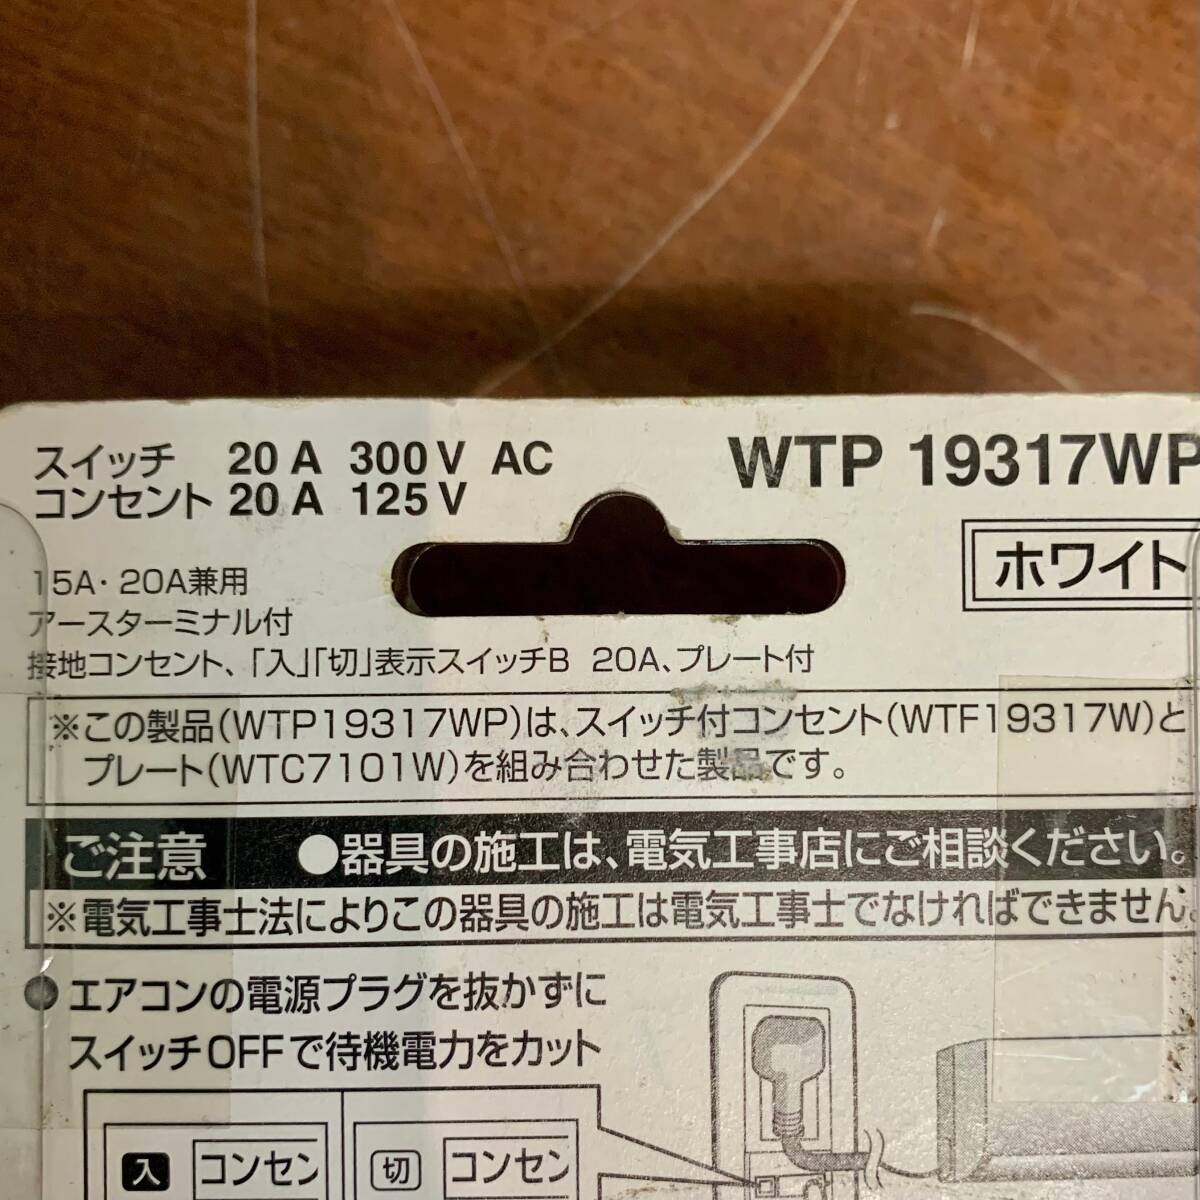 スイッチ 20A 300V AC
コンセント 20A 125V
WTP 19317WP
ホワイト
15A・20A兼用
アースターミナル付
接地コンセント、「入」「切」表示スイッチB 20A、プレート付
※この製品(WTP19317WP)は、スイッチ付コンセント(WTF19317W)と
プレート(WTC7101W)を組み合わせた製品です。
ご注意 ●器具の施工は、電気工事店にご相談ください。
※電気工事士法によりこの器具の施工は電気工事士でなければできません。
●エアコンの電源プラグを抜かずに
スイッチOFFで待機電力をカット
入 コンセン
切 コンセン